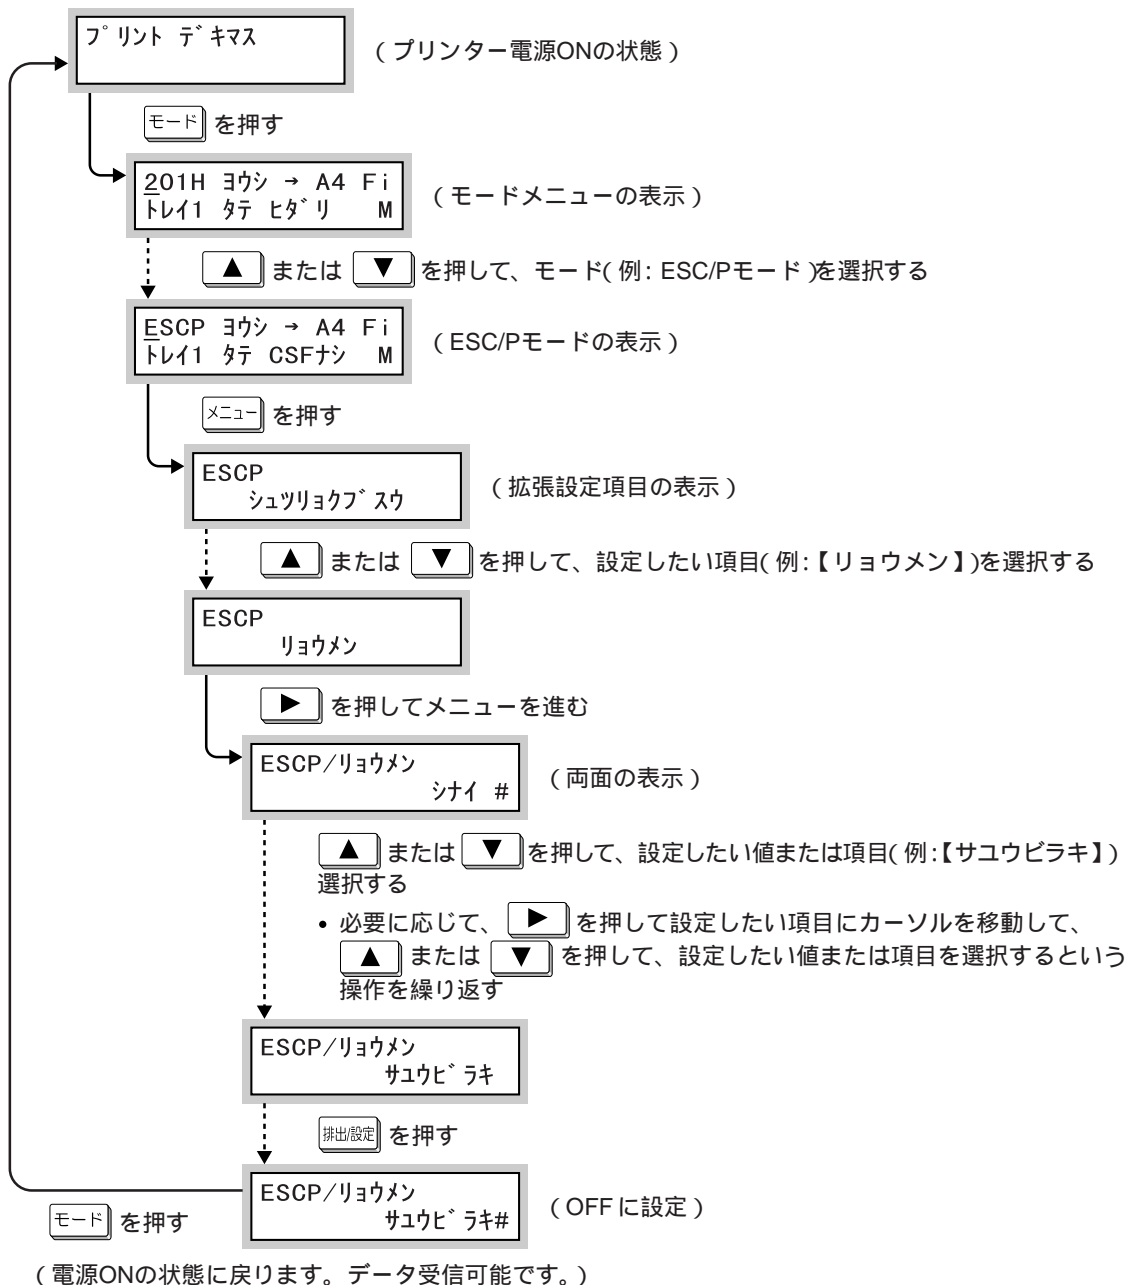 プリント デキマス
（プリンター電源ONの状態）
モード を押す
201H ヨウシ → A4 Fi
トレイ1 タテ ヒダリ M
（モードメニューの表示）
▲ または ▼ を押して、モード(例: ESC/Pモード)を選択する
ESCP ヨウシ → A4 Fi
トレイ1 タテ CSFナシ M
（ESC/Pモードの表示）
メニュー を押す
ESCP
シュツリョクブスウ
（拡張設定項目の表示）
▲ または ▼ を押して、設定したい項目(例:【リョウメン】)を選択する
ESCP
リョウメン
▶ を押してメニューを進む
ESCP/リョウメン
シナイ #
（両面の表示）
▲ または ▼ を押して、設定したい値または項目(例:【サユウビラキ】)
選択する
• 必要に応じて、 ▶ を押して設定したい項目にカーソルを移動して、
▲ または ▼ を押して、設定したい値または項目を選択するという
操作を繰り返す
ESCP/リョウメン
サユウビラキ
排出/設定 を押す
ESCP/リョウメン
サユウビラキ#
（OFFに設定）
モード を押す
（電源ONの状態に戻ります。データ受信可能です。）